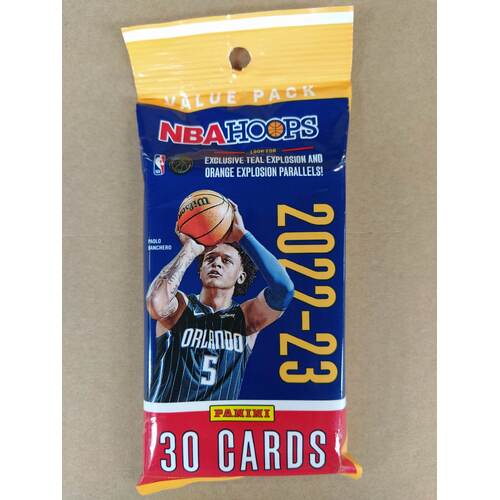 VALUE PACK
NBA HOOPS
LOOK FOR
EXCLUSIVE TEAL EXPLOSION AND
ORANGE EXPLOSION PARALLELS!
Wilson
PAOLO
BANCHERO
2022-23
ORLANDO
5
PANINI
30 CARDS